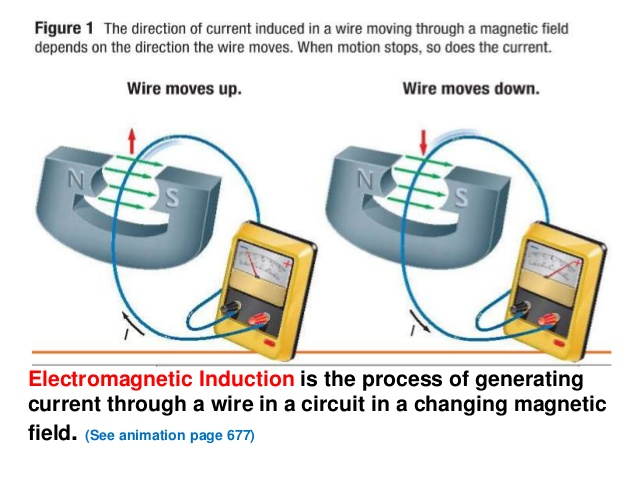 Figure 1 The direction of current induced in a wire moving through a magnetic field
depends on the direction the wire moves. When motion stops, so does the current.
Wire moves up.
Wire moves down.
N
S
N
S
I
I
Electromagnetic Induction is the process of generating
current through a wire in a circuit in a changing magnetic
field. (See animation page 677)